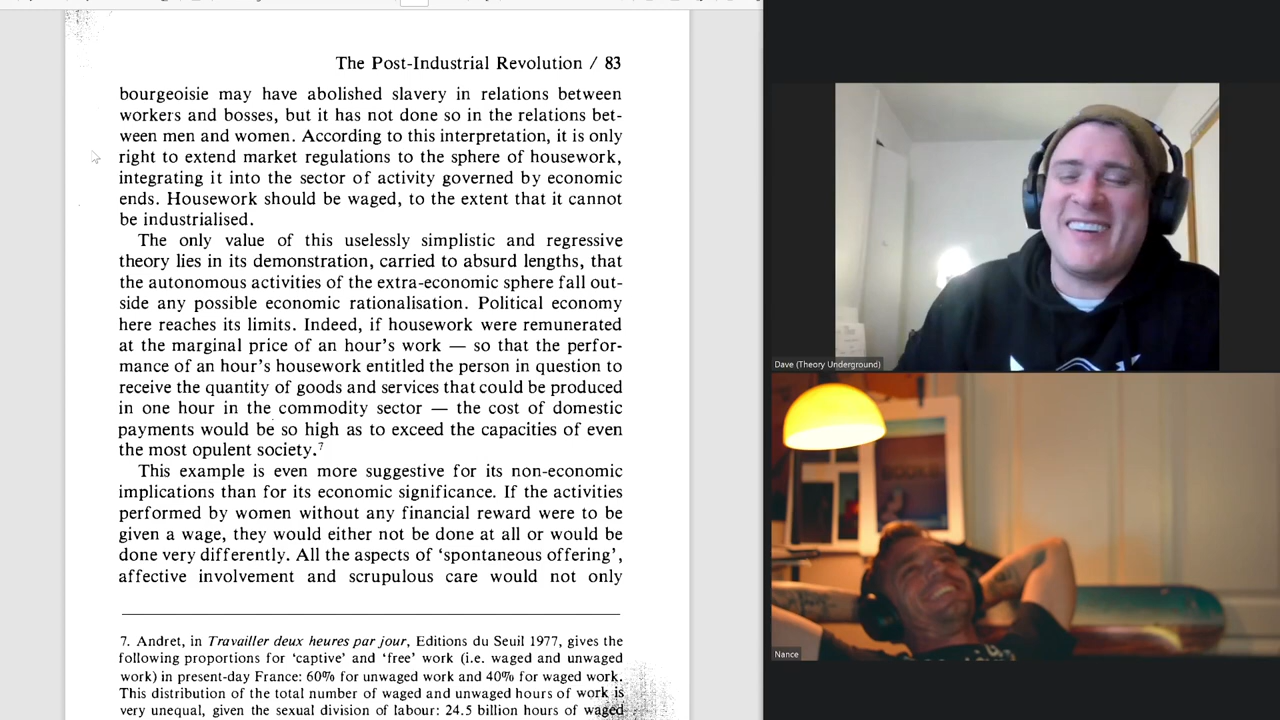 The Post-Industrial Revolution / 83
bourgeoisie may have abolished slavery in relations between
workers and bosses, but it has not done so in the relations bet-
ween men and women. According to this interpretation, it is only
right to extend market regulations to the sphere of housework,
integrating it into the sector of activity governed by economic
ends. Housework should be waged, to the extent that it cannot
be industrialised.
The only value of this uselessly simplistic and regressive
theory lies in its demonstration, carried to absurd lengths, that
the autonomous activities of the extra-economic sphere fall out-
side any possible economic rationalisation. Political economy
here reaches its limits. Indeed, if housework were remunerated
at the marginal price of an hour's work — so that the perfor-
mance of an hour's housework entitled the person in question to
receive the quantity of goods and services that could be produced
in one hour in the commodity sector — the cost of domestic
payments would be so high as to exceed the capacities of even
the most opulent society.⁷
This example is even more suggestive for its non-economic
implications than for its economic significance. If the activities
performed by women without any financial reward were to be
given a wage, they would either not be done at all or would be
done very differently. All the aspects of 'spontaneous offering',
affective involvement and scrupulous care would not only
7. Andret, in Travailler deux heures par jour, Editions du Seuil 1977, gives the
following proportions for 'captive' and 'free' work (i.e. waged and unwaged
work) in present-day France: 60% for unwaged work and 40% for waged work.
This distribution of the total number of waged and unwaged hours of work is
very unequal, given the sexual division of labour: 24.5 billion hours of waged
Dave (Theory Underground)
Nance